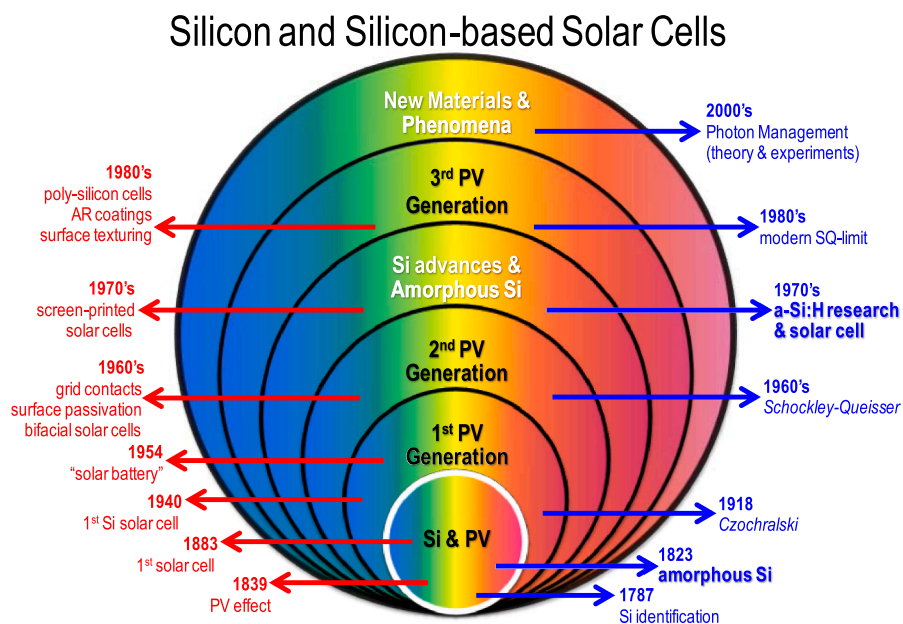 Silicon and Silicon-based Solar Cells
New Materials &
Phenomena
3rd PV
Generation
Si advances &
Amorphous Si
2nd PV
Generation
1st PV
Generation
Si & PV
1980's
poly-silicon cells
AR coatings
surface texturing
1970's
screen-printed
solar cells
1960's
grid contacts
surface passivation
bifacial solar cells
1954
"solar battery"
1940
1st Si solar cell
1883
1st solar cell
1839
PV effect
2000's
Photon Management
(theory & experiments)
1980's
modern SQ-limit
1970's
a-Si:H research
& solar cell
1960's
Schockley-Queisser
1918
Czochralski
1823
amorphous Si
1787
Si identification